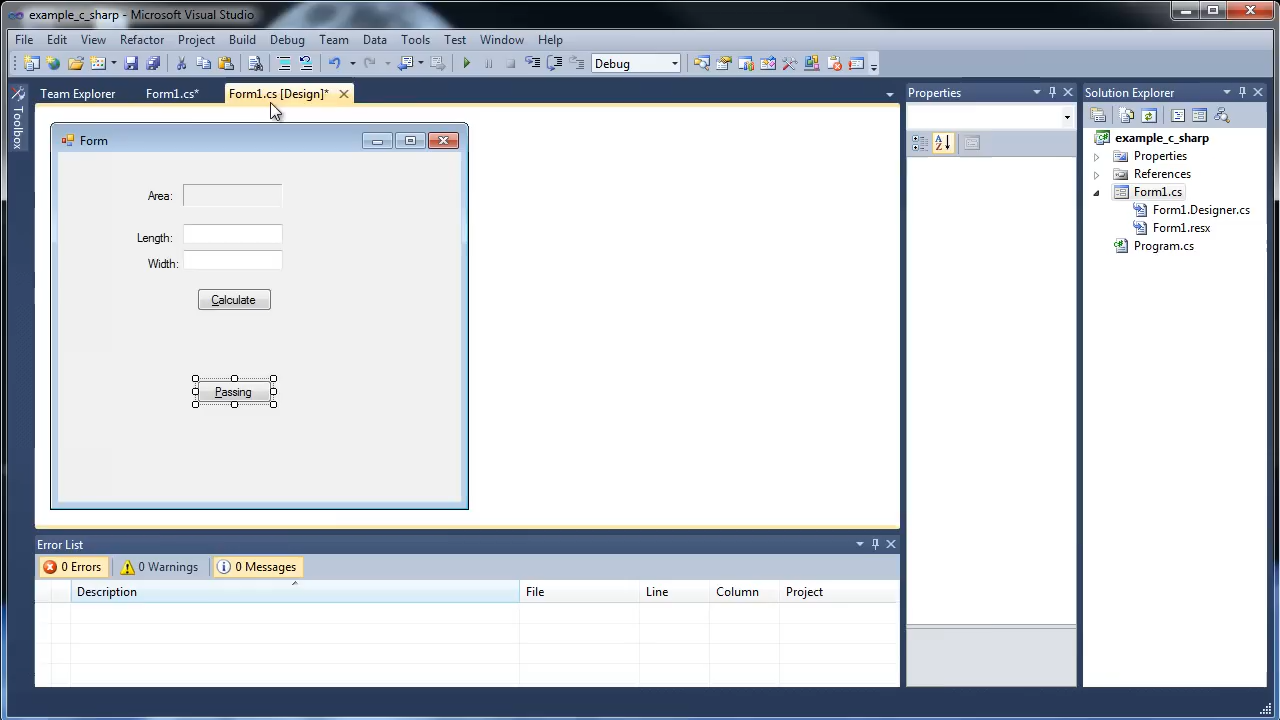 example_c_sharp - Microsoft Visual Studio
File Edit View Refactor Project Build Debug Team Data Tools Test Window Help
Debug
Team Explorer Form1.cs* Form1.cs [Design]*
Toolbox
Form
Area:
Length:
Width:
Calculate
Passing
Properties
Solution Explorer
example_c_sharp
Properties
References
Form1.cs
Form1.Designer.cs
Form1.resx
Program.cs
Error List
0 Errors 0 Warnings 0 Messages
Description File Line Column Project